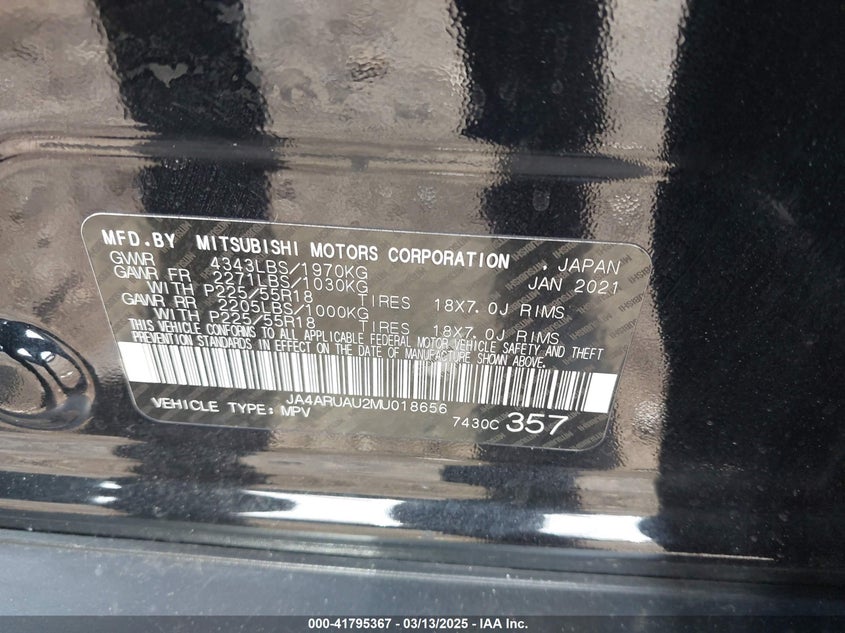 MFD.BY MITSUBISHI MOTORS CORPORATION , JAPAN
GVWR 4343LBS/1970KG JAN 2021
GAWR FR 2271LBS/1030KG
WITH P225/55R18 TIRES 18X7.0J RIMS
GAWR RR 2205LBS/1000KG
WITH P225/55R18 TIRES 18X7.0J RIMS
THIS VEHICLE CONFORMS TO ALL APPLICABLE FEDERAL MOTOR VEHICLE SAFETY AND THEFT
PREVENTION STANDARDS IN EFFECT ON THE DATE OF MANUFACTURE SHOWN ABOVE.
JA4ARUAU2MU018656
VEHICLE TYPE: MPV 7430C 357
000-41795367 - 03/13/2025 - IAA Inc.